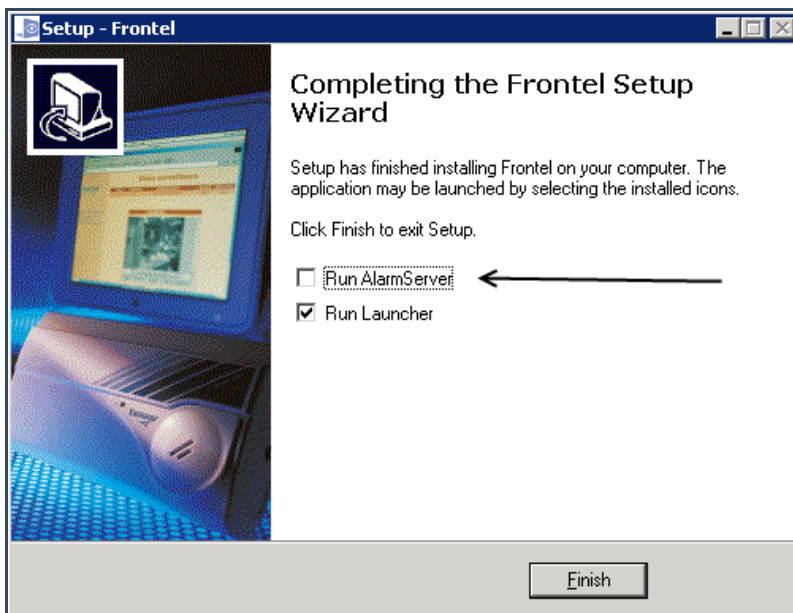 Setup - Frontel
Completing the Frontel Setup
Wizard
Setup has finished installing Frontel on your computer. The
application may be launched by selecting the installed icons.
Click Finish to exit Setup.
Run AlarmServer
Run Launcher
Finish